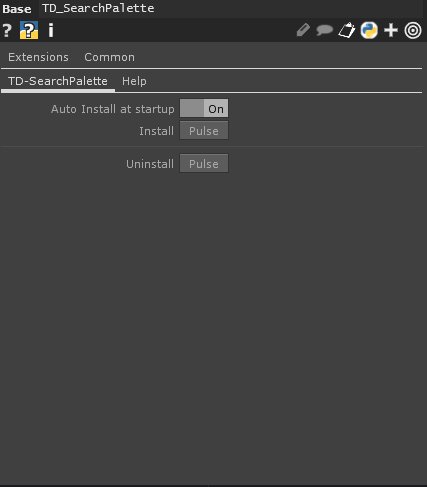 Base TD_SearchPalette
? ? i
Extensions Common
TD-SearchPalette Help
Auto Install at startup On
Install Pulse
Uninstall Pulse